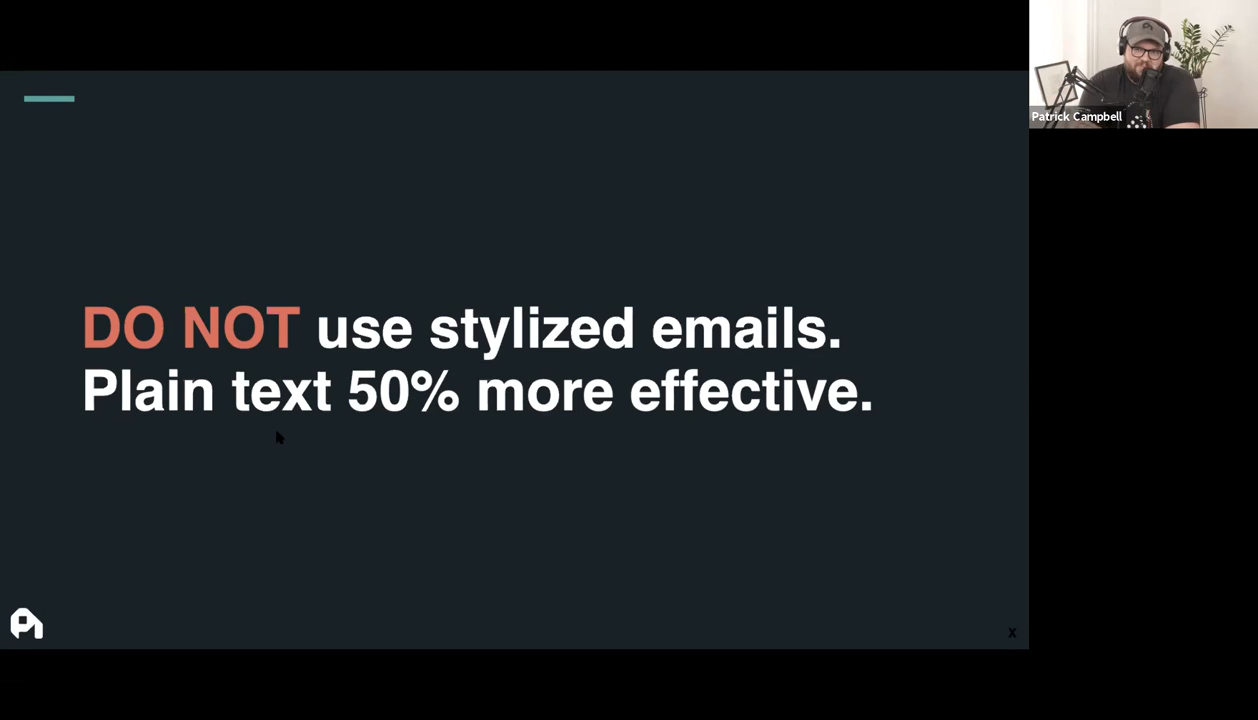 Patrick Campbell
DO NOT use stylized emails.
Plain text 50% more effective.
X